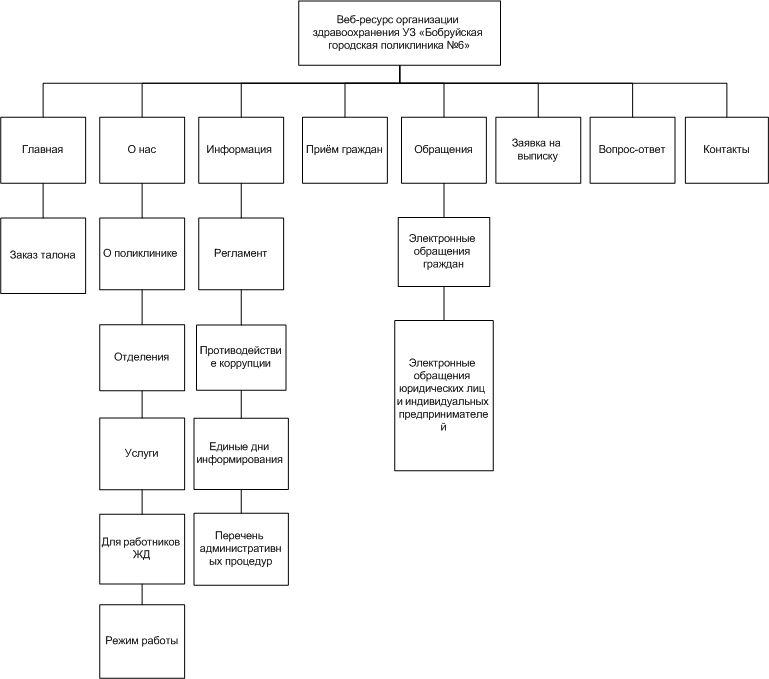 Веб-ресурс организации
здравоохранения УЗ «Бобруйская
городская поликлиника №6»
Главная
О нас
Информация
Приём граждан
Обращения
Заявка на
выписку
Вопрос-ответ
Контакты
Заказ талона
О поликлинике
Регламент
Электронные
обращения
граждан
Отделения
Противодействи
е коррупции
Электронные
обращения
юридических лиц
и индивидуальных
предпринимателе
й
Услуги
Единые дни
информирования
Для работников
ЖД
Перечень
административн
ых процедур
Режим работы